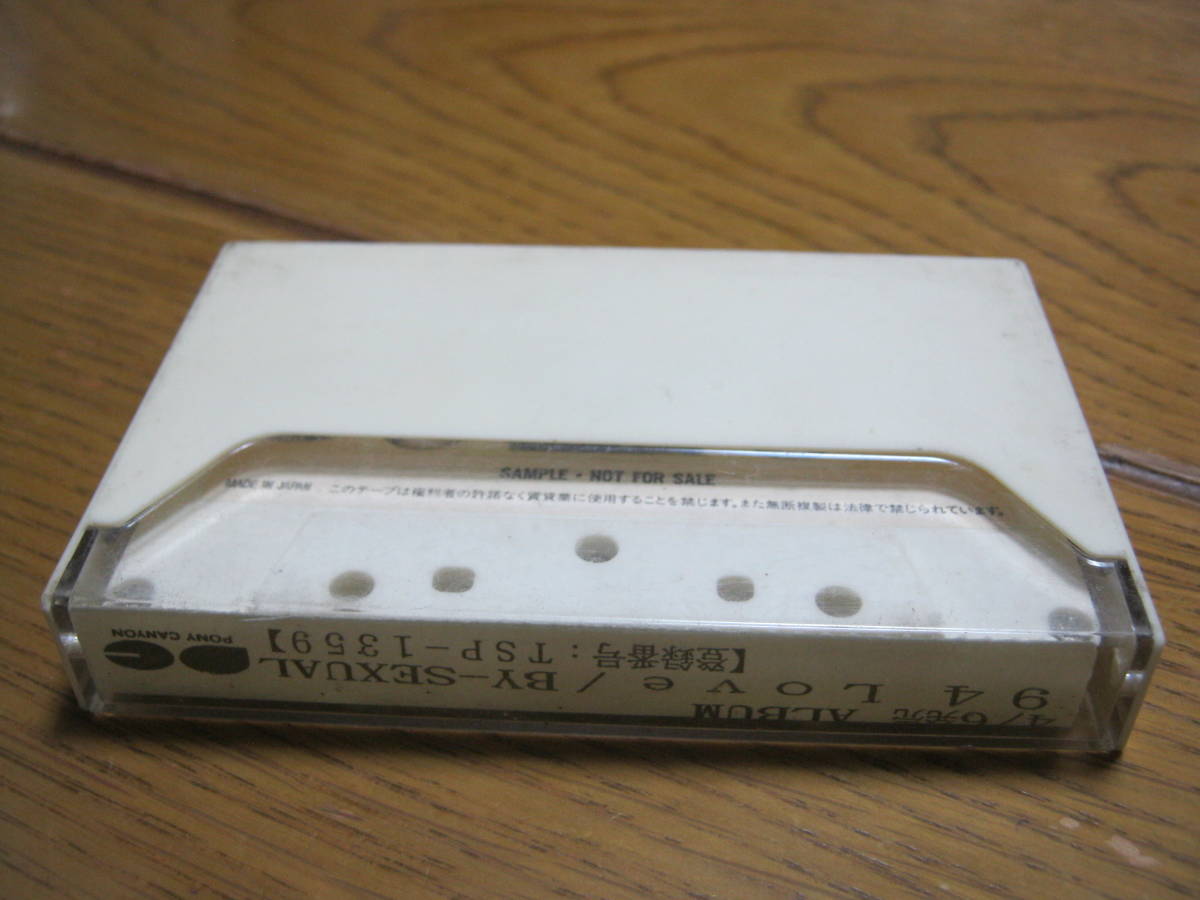 SAMPLE・NOT FOR SALE
MADE IN JAPAN このテープは権利者の許諾なく賃貸業に使用することを禁じます。また無断複製は法律で禁じられています。
4/6発売 ALBUM
94 Love/BY-SEXUAL
【登録番号:TSP-1359】
PONY CANYON